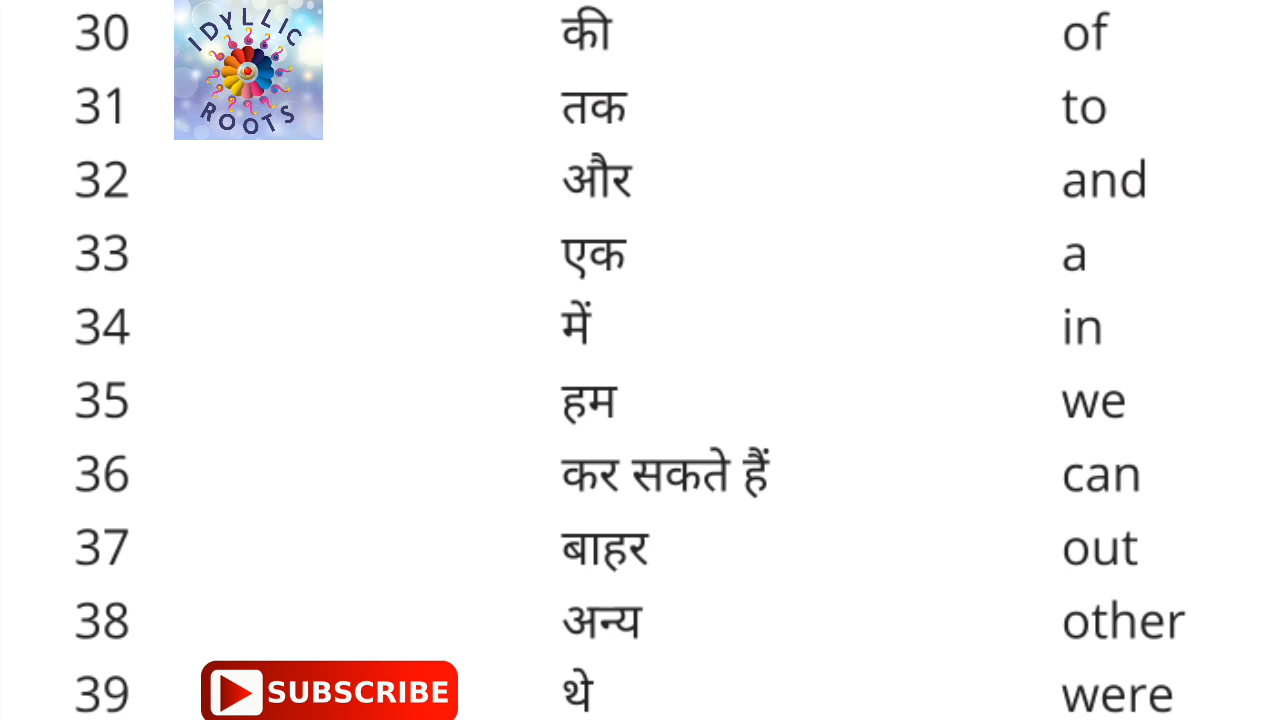 30 की of
IDYLLIC
ROOTS
31 तक to
32 और and
33 एक a
34 में in
35 हम we
36 कर सकते हैं can
37 बाहर out
38 अन्य other
39 थे were
SUBSCRIBE